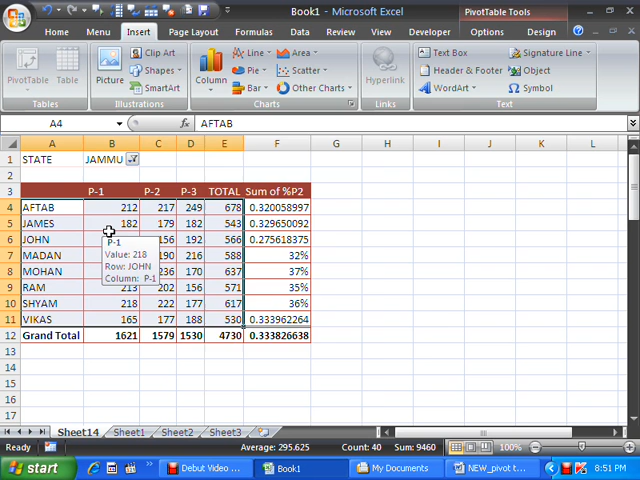 Book1 - Microsoft Excel
PivotTable Tools
Home Menu Insert Page Layout Formulas Data Review View Developer Options Design
PivotTable Table
Tables
Picture Clip Art
Shapes
SmartArt
Illustrations
Column Line Area
Pie Scatter
Bar Other Charts
Charts
Hyperlink
Links
Text Box Signature Line
Header & Footer Object
WordArt Symbol
Text
A4 fx AFTAB
A B C D E F G H I J K L
1 STATE JAMMU
2
3 P-1 P-2 P-3 TOTAL Sum of %P2
4 AFTAB 212 217 249 678 0.320058997
5 JAMES 182 179 182 543 0.329650092
6 JOHN 156 192 566 0.275618375
7 MADAN 190 216 588 32%
8 MOHAN 236 170 637 37%
9 RAM 213 202 156 571 35%
10 SHYAM 218 222 177 617 36%
11 VIKAS 165 177 188 530 0.333962264
12 Grand Total 1621 1579 1530 4730 0.333826638
13
14
15
16
17
P-1
Value: 218
Row: JOHN
Column: P-1
Sheet14 Sheet1 Sheet2 Sheet3
Ready Average: 295.625 Count: 40 Sum: 9460 100%
start Debut Video ... Book1 My Documents NEW_pivot t... 8:51 PM